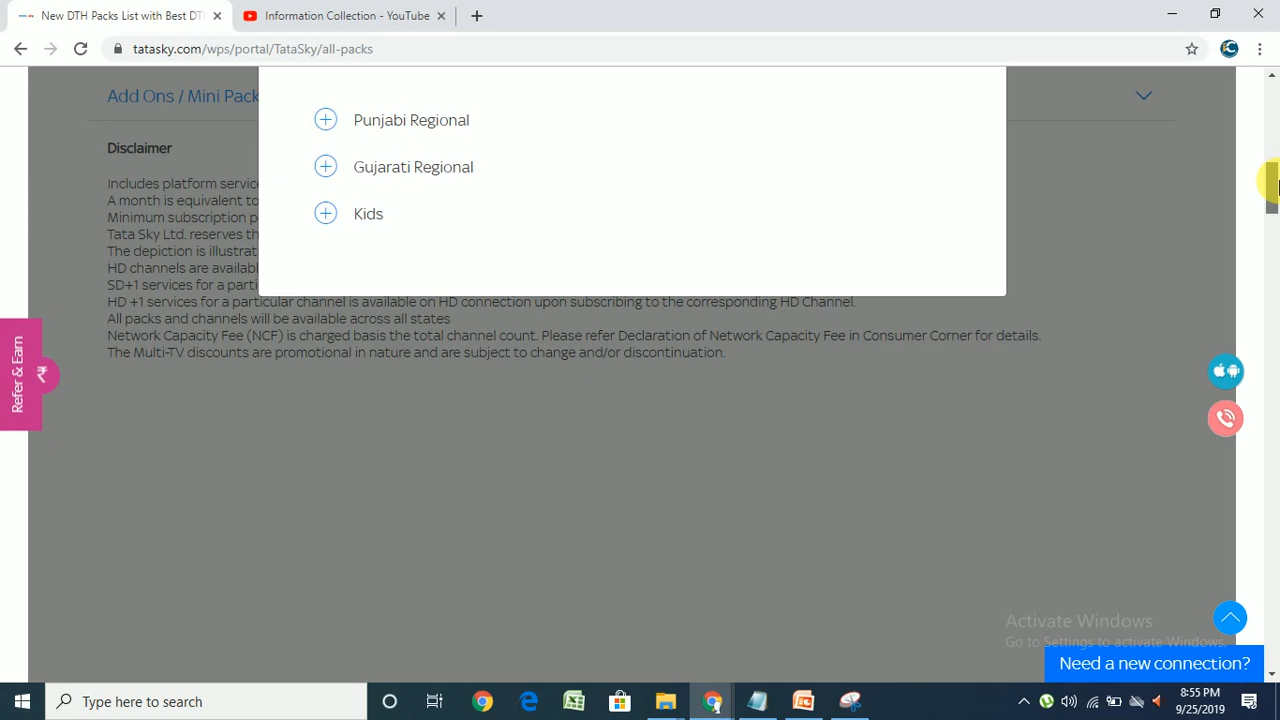 New DTH Packs List with Best DT
Information Collection - YouTube
tatasky.com/wps/portal/TataSky/all-packs
Add Ons / Mini Pack
Punjabi Regional
Disclaimer
Gujarati Regional
Includes platform service
A month is equivalent to
Kids
Minimum subscription p
Tata Sky Ltd. reserves th
The depiction is illustrat
HD channels are availabl
SD+1 services for a parti
HD +1 services for a particular channel is available on HD connection upon subscribing to the corresponding HD Channel.
All packs and channels will be available across all states
Network Capacity Fee (NCF) is charged basis the total channel count. Please refer Declaration of Network Capacity Fee in Consumer Corner for details.
The Multi-TV discounts are promotional in nature and are subject to change and/or discontinuation.
Refer & Earn
₹
Activate Windows
Go to Settings to activate Windows.
Need a new connection?
Type here to search
8:55 PM
9/25/2019